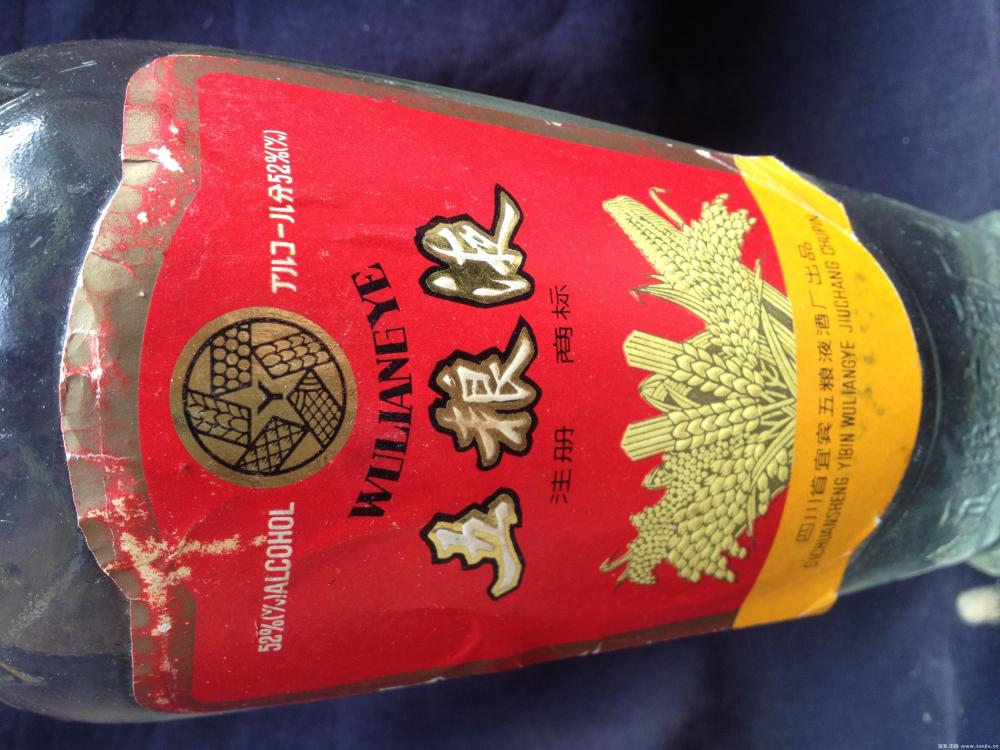 52%(V/V)ALCOHOL
アルコール分52%(V/V)
WULIANGYE
五粮液
注册 商标
四川省宜宾五粮液酒厂出品
SICHUANSHENG YIBIN WULIANGYE JIUCHANG CHUPIN